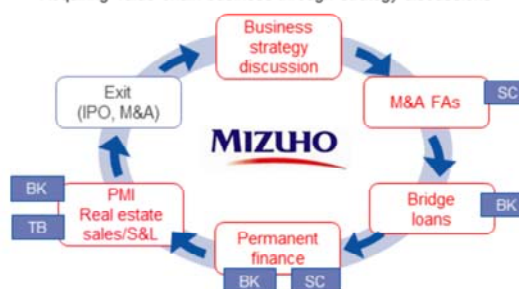 Business
strategy
discussion
Exit
(IPO, M&A)
M&A FAs
SC
MIZUHO
BK
TB
PMI
Real estate
sales/S&L
Bridge
loans
BK
Permanent
finance
BK
SC